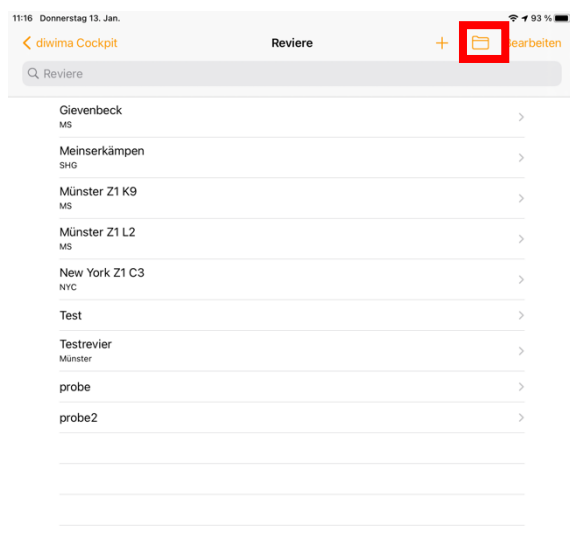 11:16 Donnerstag 13. Jan. 93 %
diwima Cockpit Reviere + Bearbeiten
Reviere
Gievenbeck
MS
Meinserkämpen
SHG
Münster Z1 K9
MS
Münster Z1 L2
MS
New York Z1 C3
NYC
Test
Testrevier
Münster
probe
probe2